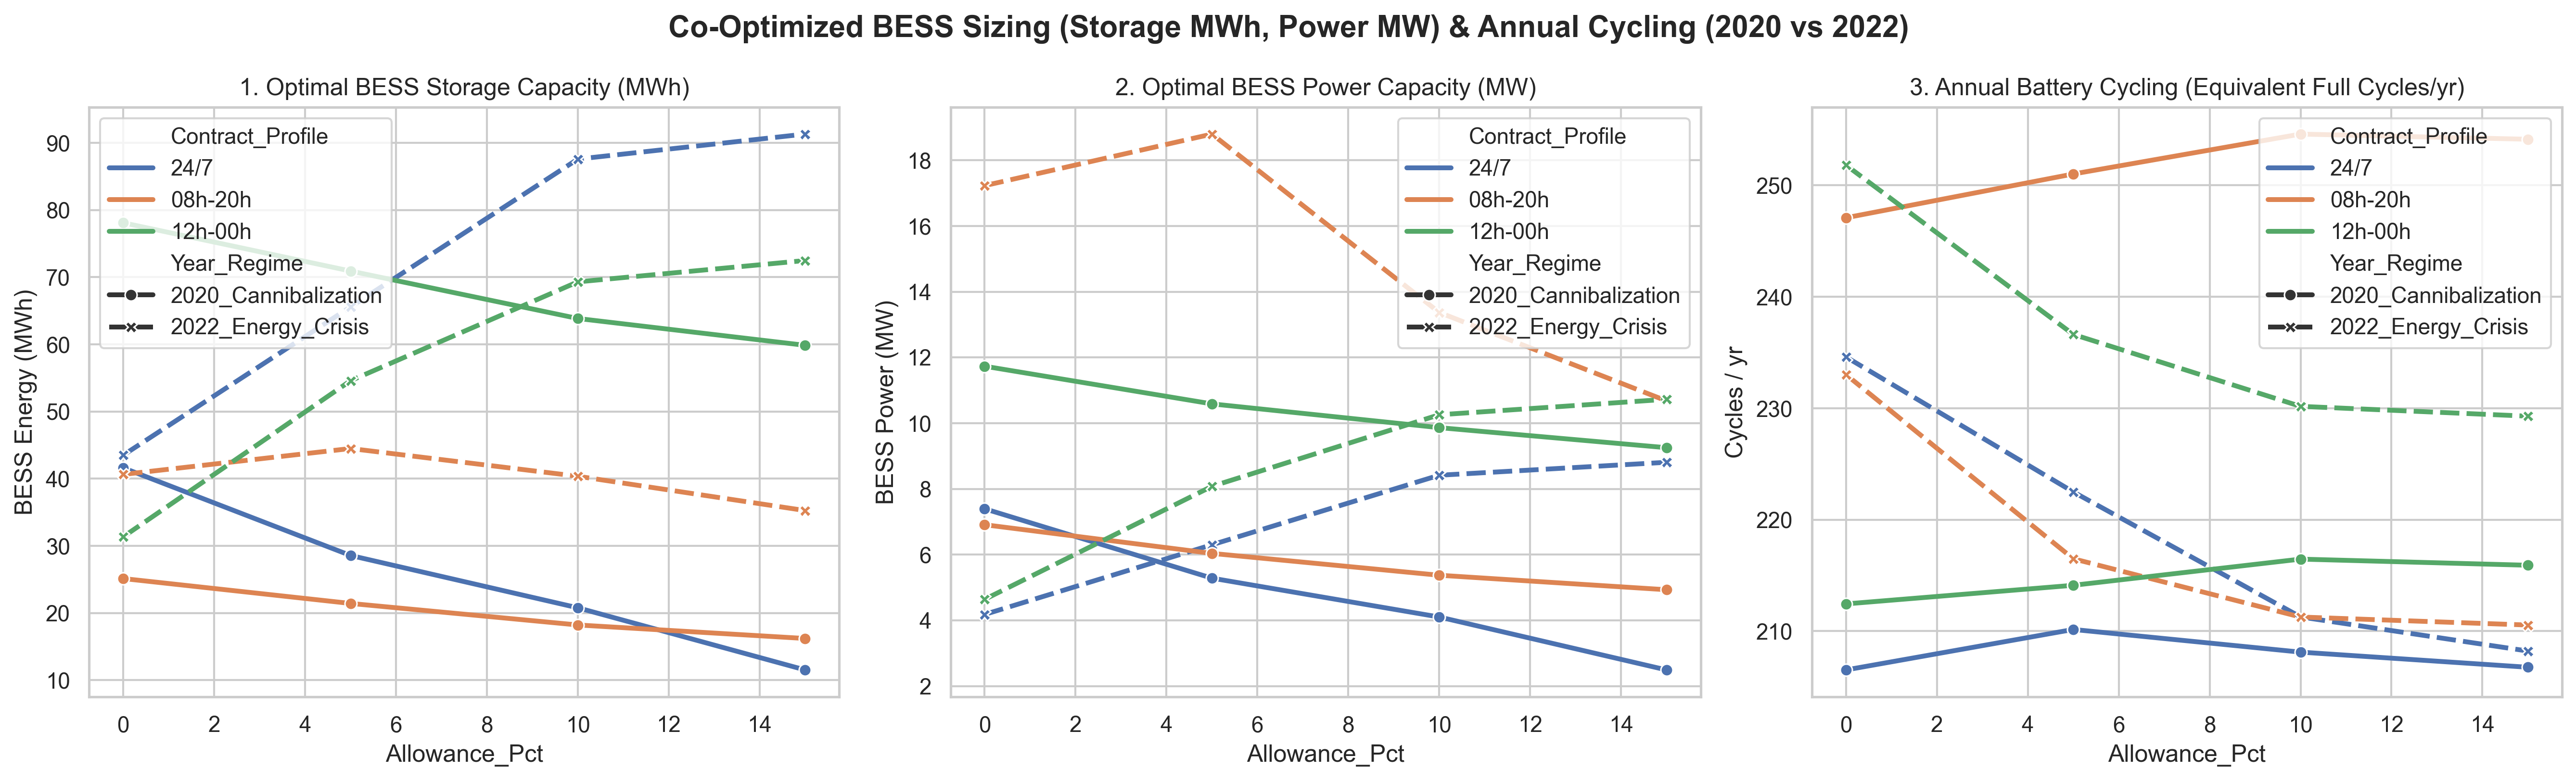 Co-Optimized BESS Sizing (Storage MWh, Power MW) & Annual Cycling (2020 vs 2022)
1. Optimal BESS Storage Capacity (MWh)
BESS Energy (MWh)
90
80
70
60
50
40
30
20
10
Contract_Profile
24/7
08h-20h
12h-00h
Year_Regime
2020_Cannibalization
2022_Energy_Crisis
0 2 4 6 8 10 12 14
Allowance_Pct
2. Optimal BESS Power Capacity (MW)
BESS Power (MW)
18
16
14
12
10
8
6
4
2
Contract_Profile
24/7
08h-20h
12h-00h
Year_Regime
2020_Cannibalization
2022_Energy_Crisis
0 2 4 6 8 10 12 14
Allowance_Pct
3. Annual Battery Cycling (Equivalent Full Cycles/yr)
Cycles / yr
250
240
230
220
210
Contract_Profile
24/7
08h-20h
12h-00h
Year_Regime
2020_Cannibalization
2022_Energy_Crisis
0 2 4 6 8 10 12 14
Allowance_Pct